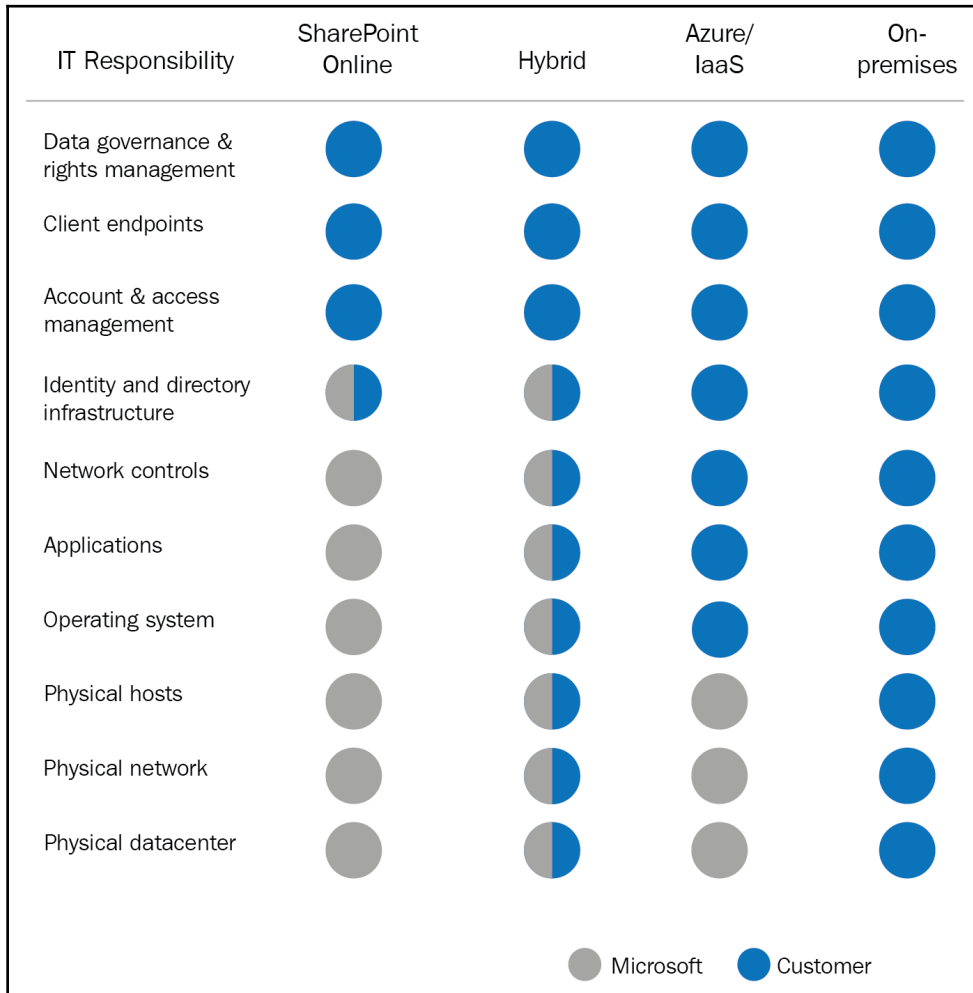 IT Responsibility
SharePoint
Online
Hybrid
Azure/
IaaS
On-
premises
Data governance &
rights management
Client endpoints
Account & access
management
Identity and directory
infrastructure
Network controls
Applications
Operating system
Physical hosts
Physical network
Physical datacenter
Microsoft
Customer